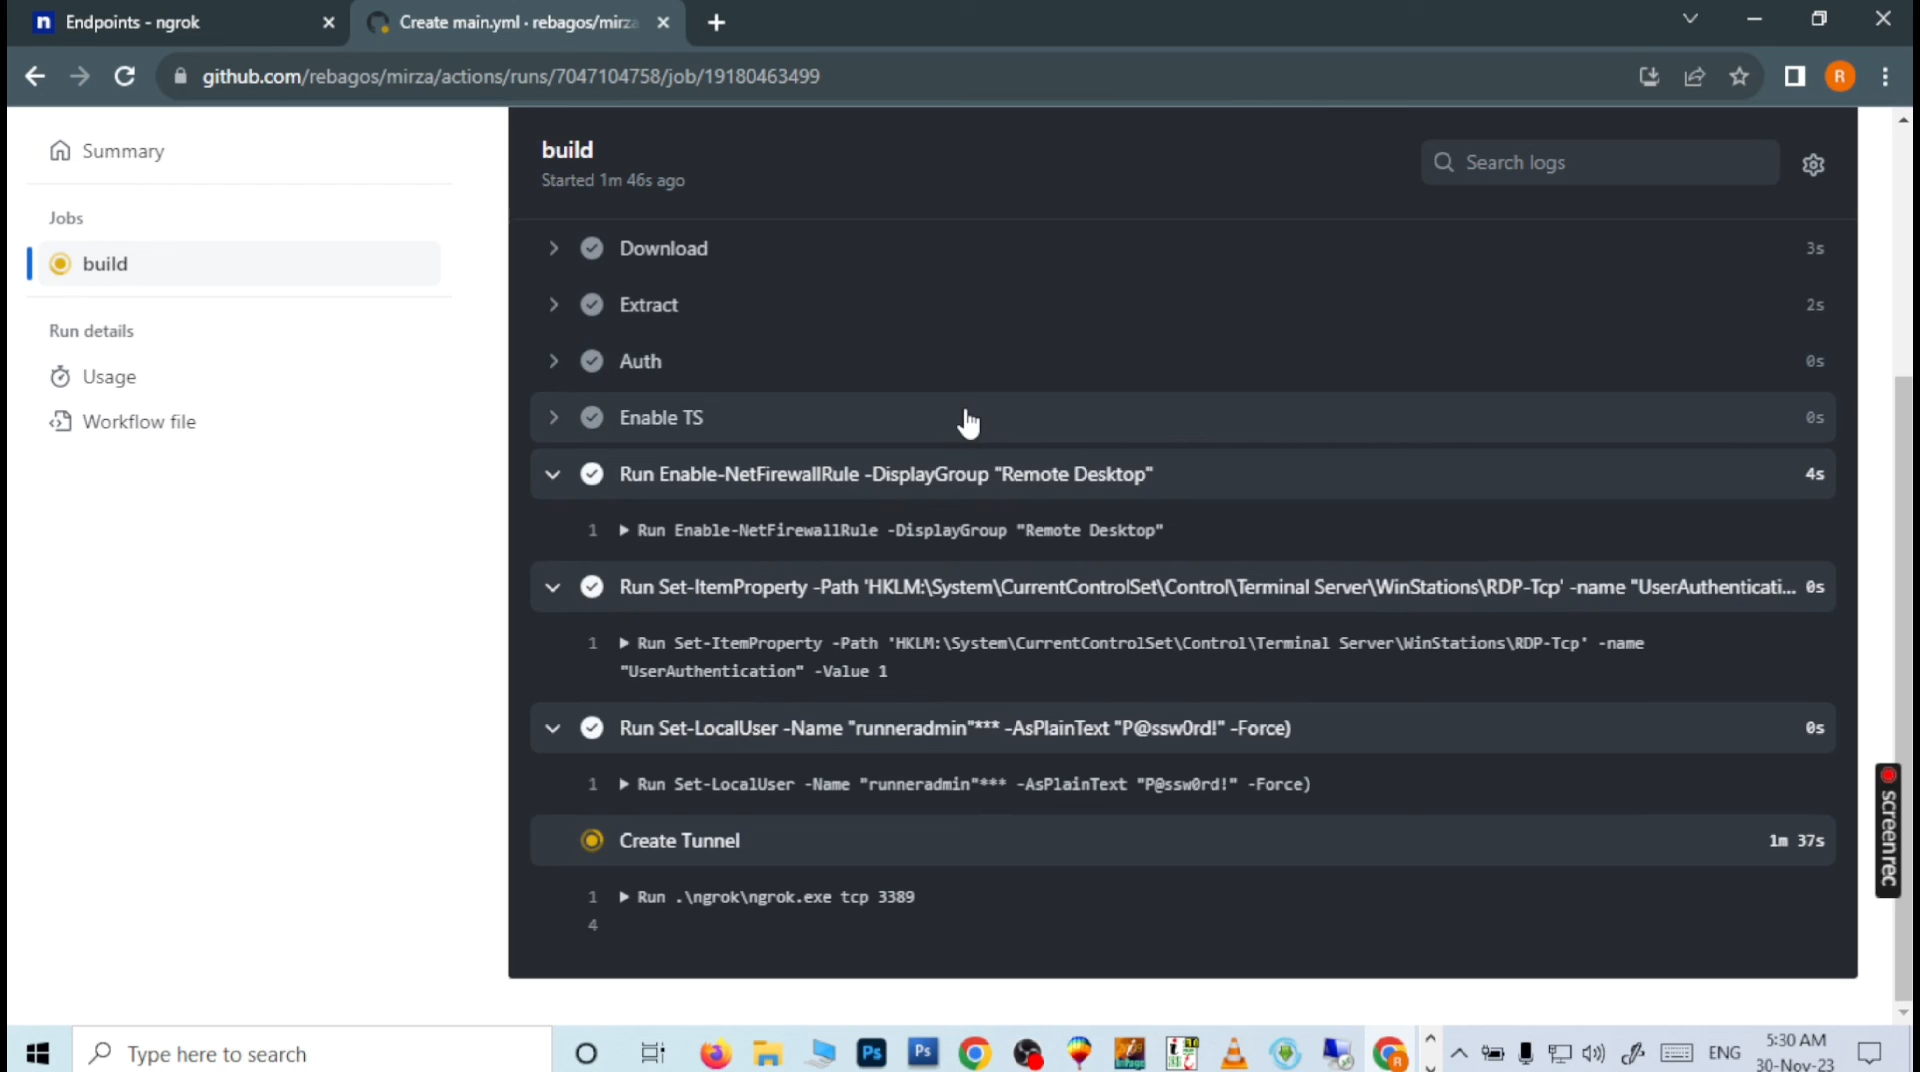 Endpoints - ngrok
Create main.yml · rebagos/mirza
github.com/rebagos/mirza/actions/runs/7047104758/job/19180463499
R
Summary
Jobs
build
Run details
Usage
Workflow file
build
Started 1m 46s ago
Search logs
Download 3s
Extract 2s
Auth 0s
Enable TS 0s
Run Enable-NetFirewallRule -DisplayGroup "Remote Desktop" 4s
1 Run Enable-NetFirewallRule -DisplayGroup "Remote Desktop"
Run Set-ItemProperty -Path 'HKLM:\System\CurrentControlSet\Control\Terminal Server\WinStations\RDP-Tcp' -name "UserAuthenticati... 0s
1 Run Set-ItemProperty -Path 'HKLM:\System\CurrentControlSet\Control\Terminal Server\WinStations\RDP-Tcp' -name
"UserAuthentication" -Value 1
Run Set-LocalUser -Name "runneradmin"*** -AsPlainText "P@ssw0rd!" -Force) 0s
1 Run Set-LocalUser -Name "runneradmin"*** -AsPlainText "P@ssw0rd!" -Force)
Create Tunnel 1m 37s
1 Run .\ngrok\ngrok.exe tcp 3389
4
screenrec
Type here to search
Ps
Ps
ENG
5:30 AM
30-Nov-23